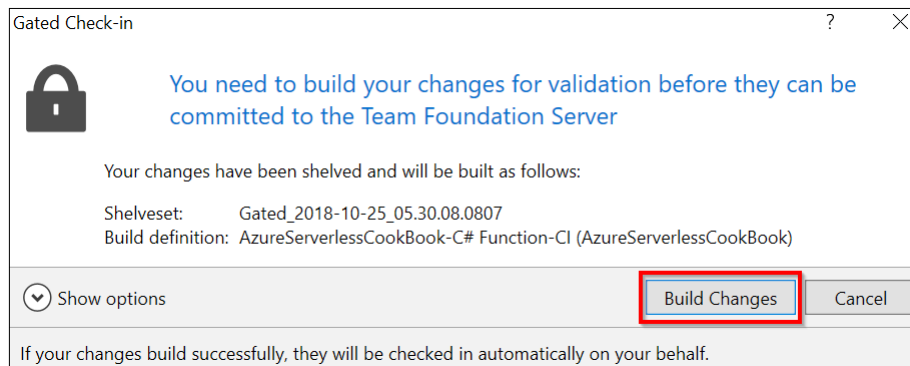 Gated Check-in ? X
You need to build your changes for validation before they can be
committed to the Team Foundation Server
Your changes have been shelved and will be built as follows:
Shelveset: Gated_2018-10-25_05.30.08.0807
Build definition: AzureServerlessCookBook-C# Function-CI (AzureServerlessCookBook)
Show options Build Changes Cancel
If your changes build successfully, they will be checked in automatically on your behalf.